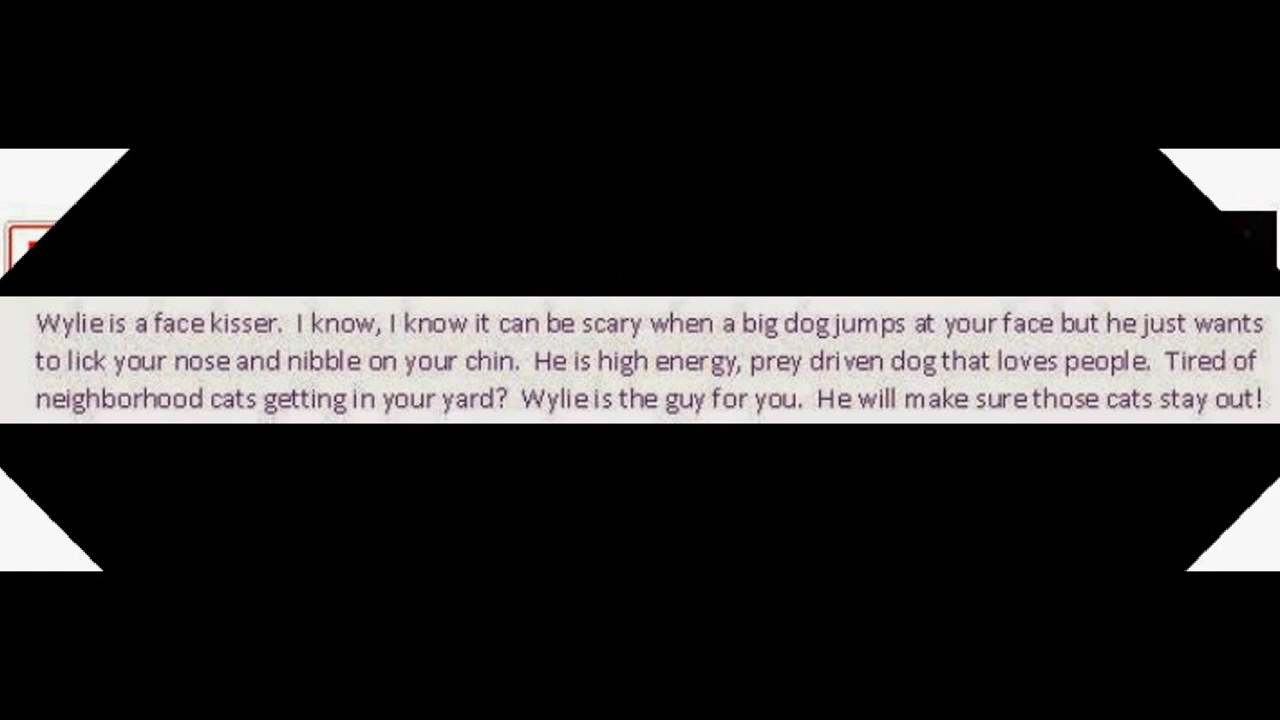 Wylie is a face kisser. I know, I know it can be scary when a big dog jumps at your face but he just wants
to lick your nose and nibble on your chin. He is high energy, prey driven dog that loves people. Tired of
neighborhood cats getting in your yard? Wylie is the guy for you. He will make sure those cats stay out!